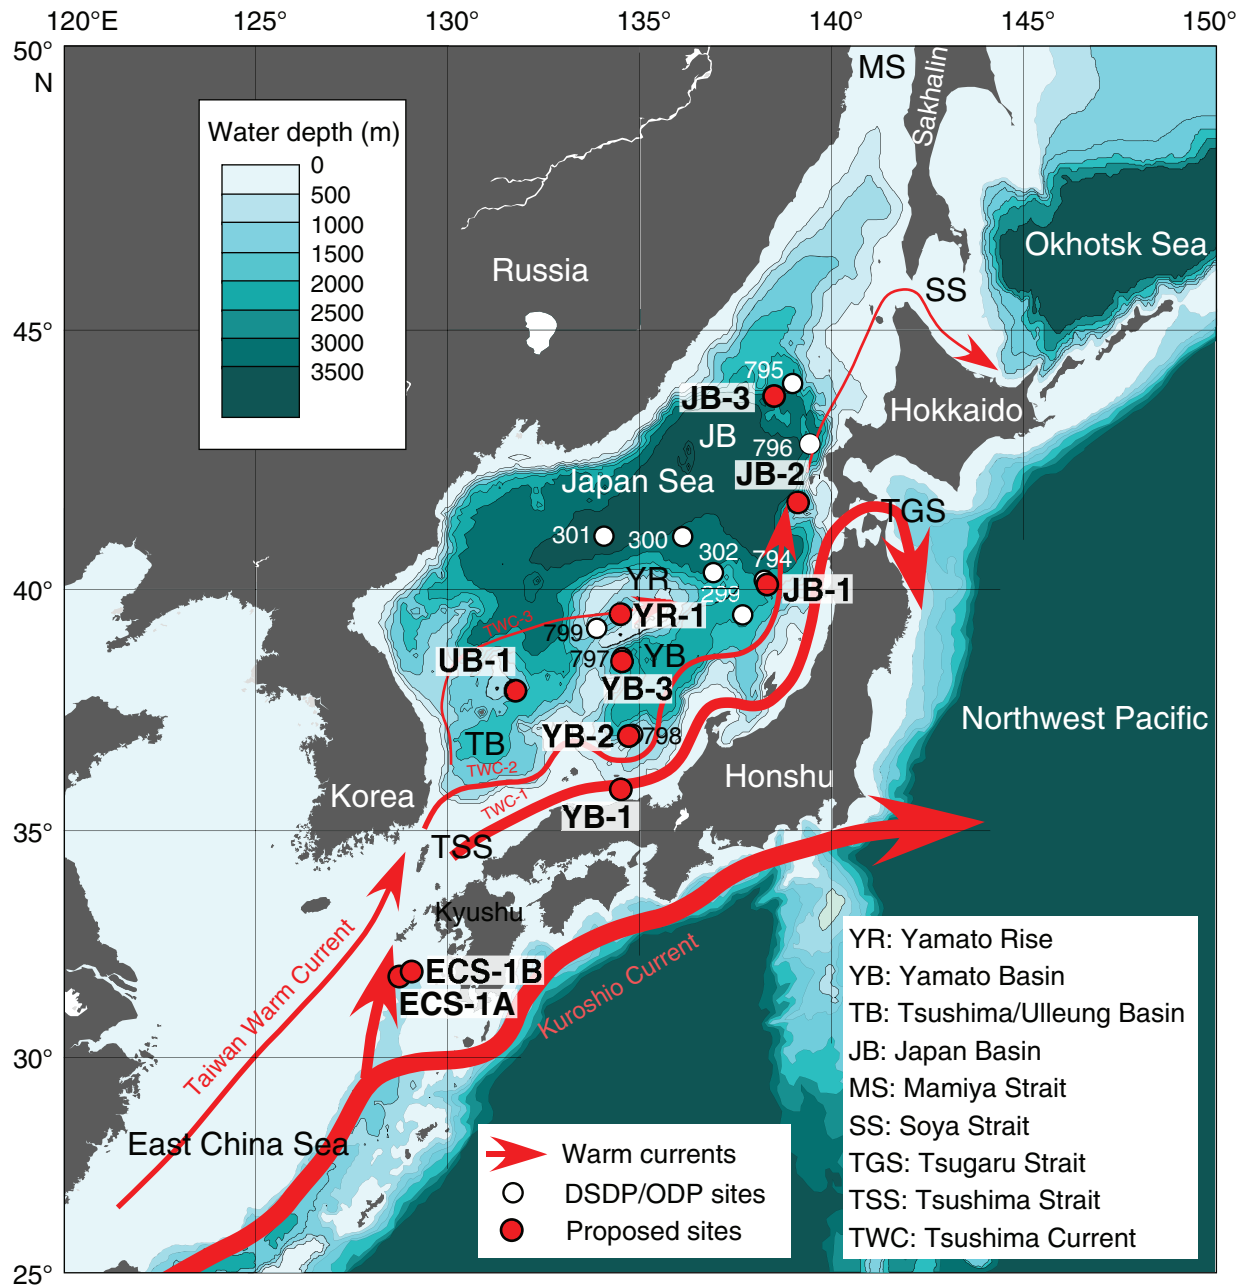 120°E 125° 130° 135° 140° 145° 150°
50°
N
MS
Sakhalin
Water depth (m)
0
500
1000
1500
2000
2500
3000
3500
Okhotsk Sea
Russia
SS
45°
795
JB-3
Hokkaido
JB
796
JB-2
Japan Sea
TGS
301
300
302
794
YR
40°
299
JB-1
YR-1
TWC-3
799
797
YB
UB-1
YB-3
Northwest Pacific
YB-2
798
TB
TWC-2
Honshu
Korea
TWC-1
YB-1
35°
TSS
Kyushu
Taiwan Warm Current
Kuroshio Current
ECS-1B
ECS-1A
30°
East China Sea
25°
Warm currents
DSDP/ODP sites
Proposed sites
YR: Yamato Rise
YB: Yamato Basin
TB: Tsushima/Ulleung Basin
JB: Japan Basin
MS: Mamiya Strait
SS: Soya Strait
TGS: Tsugaru Strait
TSS: Tsushima Strait
TWC: Tsushima Current